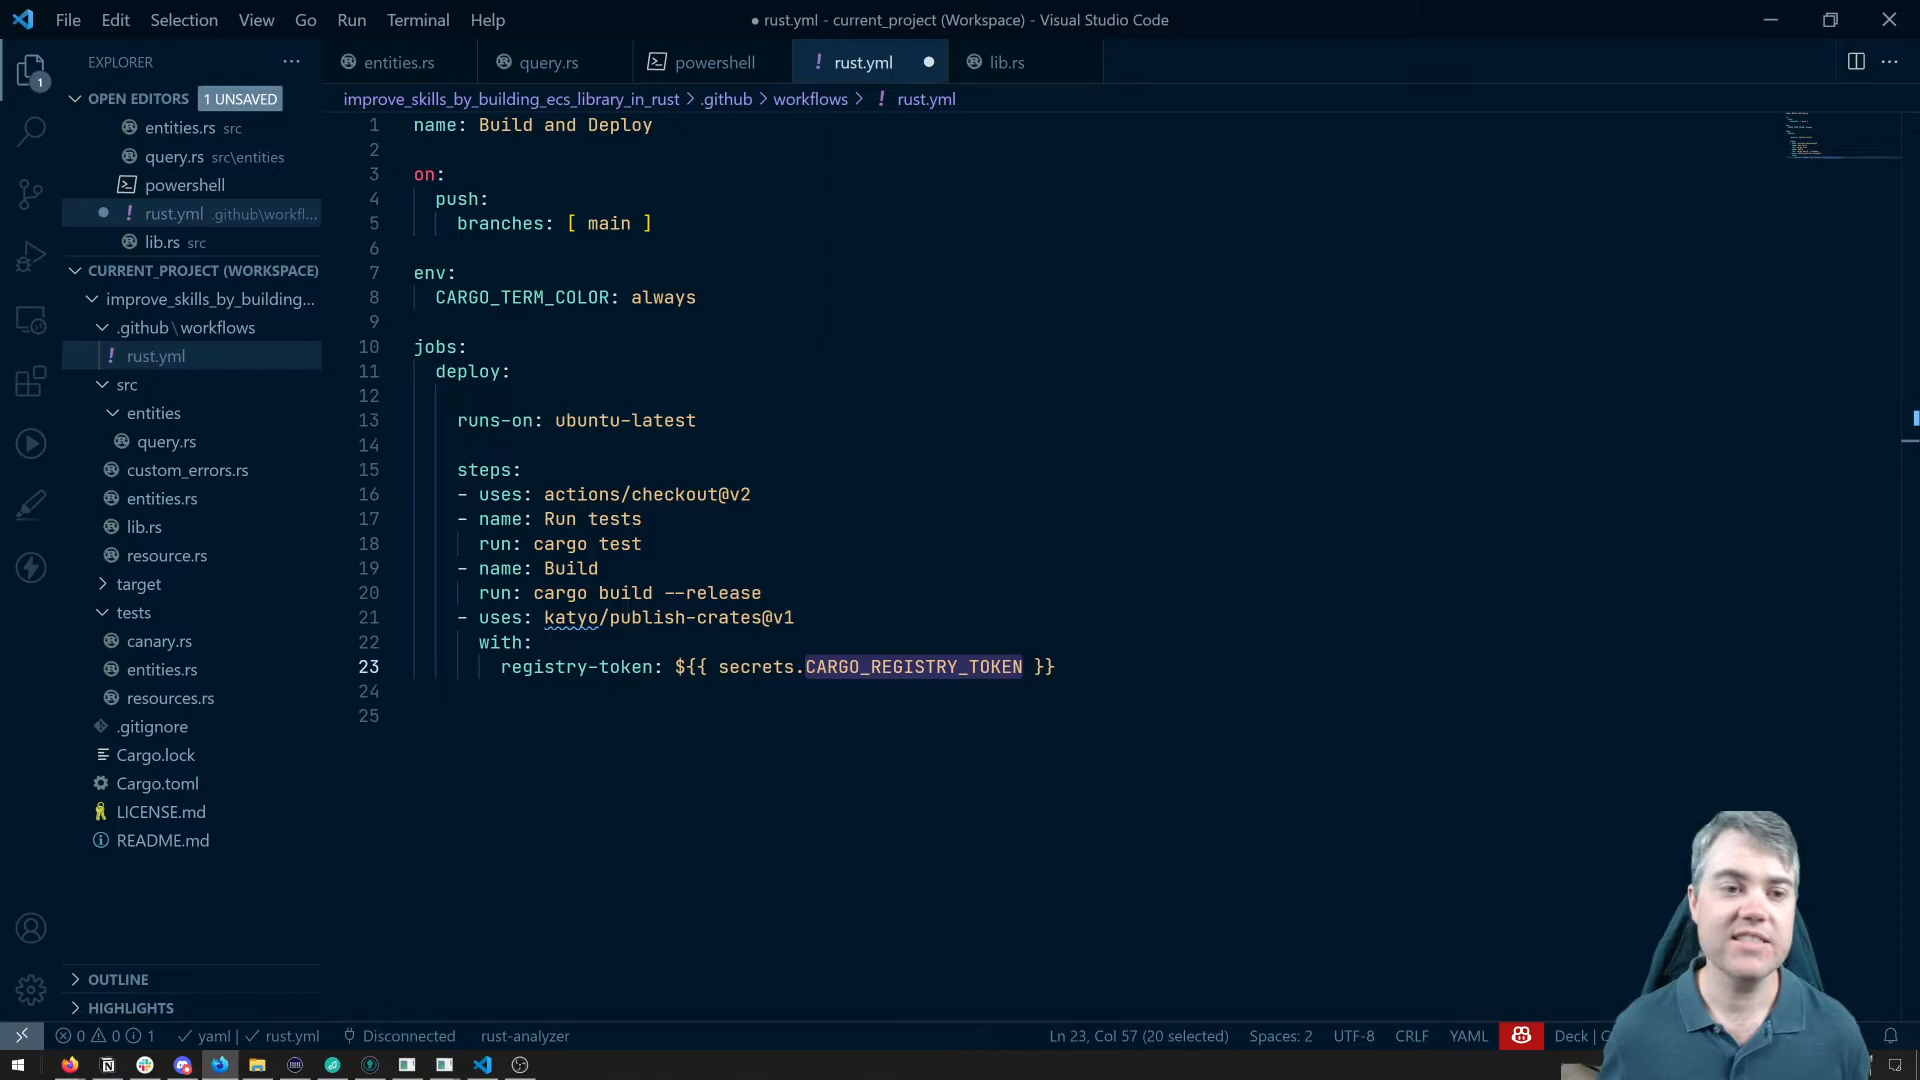 File Edit Selection View Go Run Terminal Help
● rust.yml - current_project (Workspace) - Visual Studio Code
EXPLORER
1
OPEN EDITORS 1 UNSAVED
entities.rs src
query.rs src\entities
powershell
rust.yml .github\workfl...
lib.rs src
CURRENT_PROJECT (WORKSPACE)
improve_skills_by_building...
.github\workflows
rust.yml
src
entities
query.rs
custom_errors.rs
entities.rs
lib.rs
resource.rs
target
tests
canary.rs
entities.rs
resources.rs
.gitignore
Cargo.lock
Cargo.toml
LICENSE.md
README.md
OUTLINE
HIGHLIGHTS
entities.rs query.rs powershell ! rust.yml lib.rs
improve_skills_by_building_ecs_library_in_rust > .github > workflows > ! rust.yml
1 name: Build and Deploy
2
3 on:
4 push:
5 branches: [ main ]
6
7 env:
8 CARGO_TERM_COLOR: always
9
10 jobs:
11 deploy:
12
13 runs-on: ubuntu-latest
14
15 steps:
16 - uses: actions/checkout@v2
17 - name: Run tests
18 run: cargo test
19 - name: Build
20 run: cargo build --release
21 - uses: katyo/publish-crates@v1
22 with:
23 registry-token: ${{ secrets.CARGO_REGISTRY_TOKEN }}
24
25
0 0 1 yaml | rust.yml Disconnected rust-analyzer Ln 23, Col 57 (20 selected) Spaces: 2 UTF-8 CRLF YAML Deck |